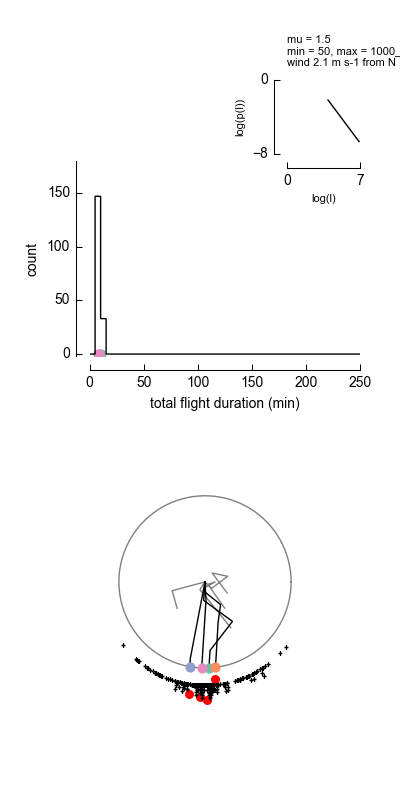 mu = 1.5
min = 50, max = 1000_
wind 2.1 m s-1 from N
0
log(p(l))
−8
0
7
log(l)
150
100
50
0
count
0
50
100
150
200
250
total flight duration (min)